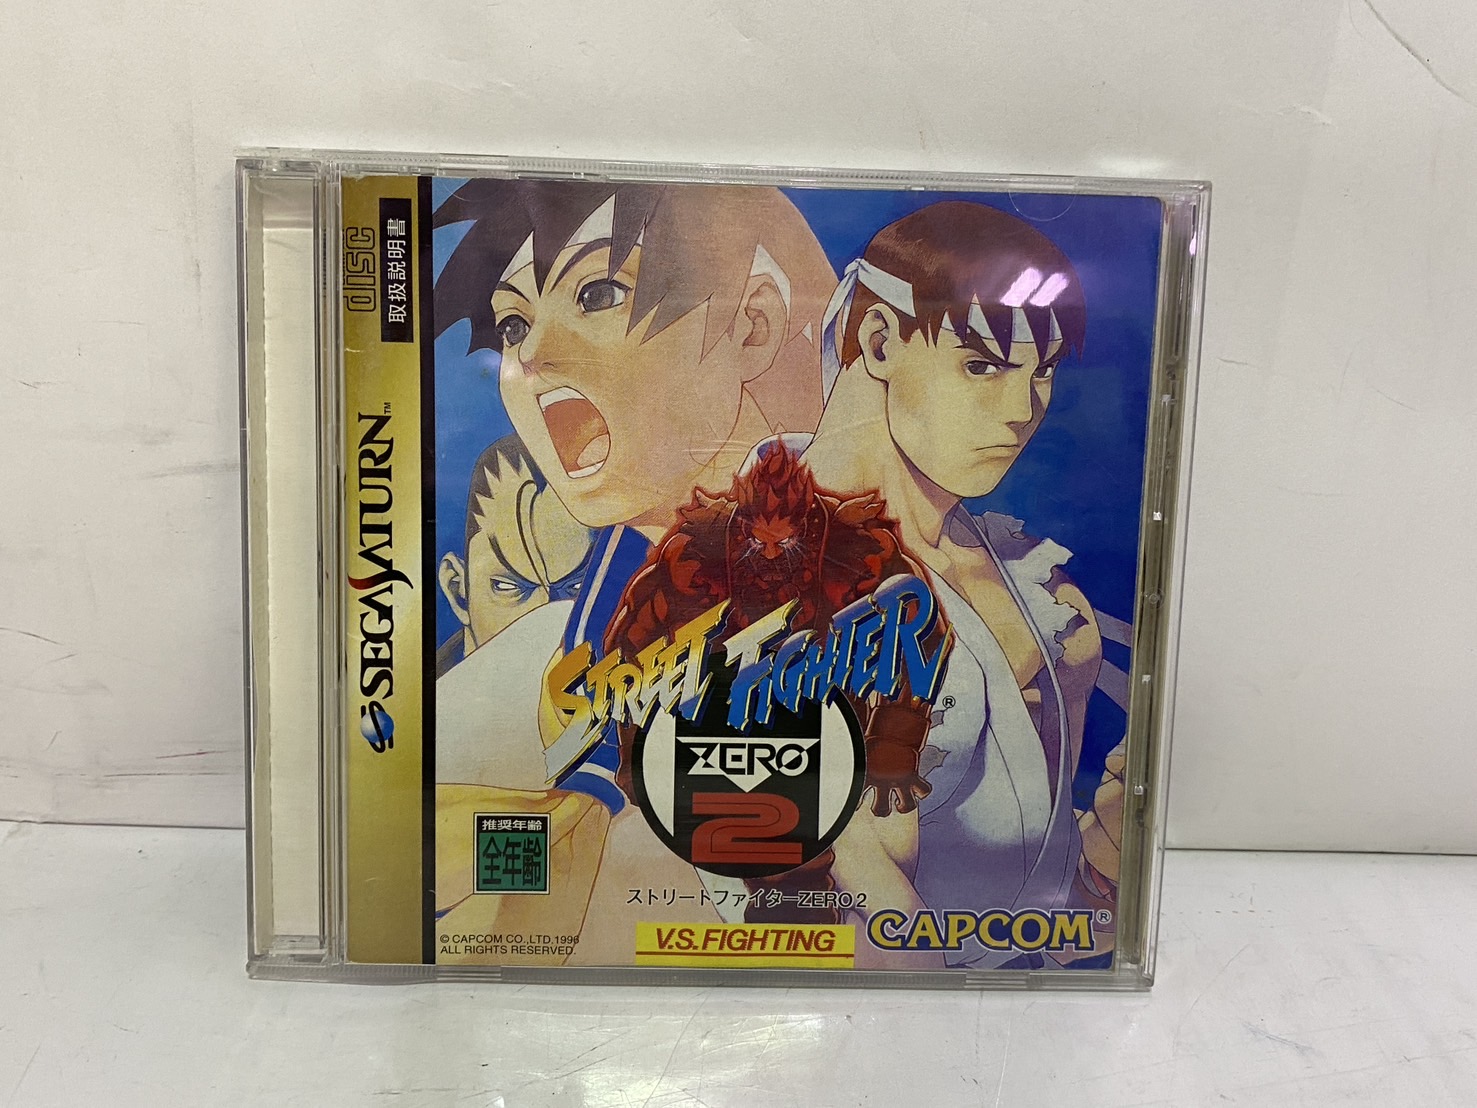 disc
取扱説明書
SEGA SATURN™
STREET FIGHTER®
ZERO
2
推奨年齢
全年齢
ストリートファイターZERO2
© CAPCOM CO.,LTD.1996
ALL RIGHTS RESERVED.
V.S.FIGHTING
CAPCOM®